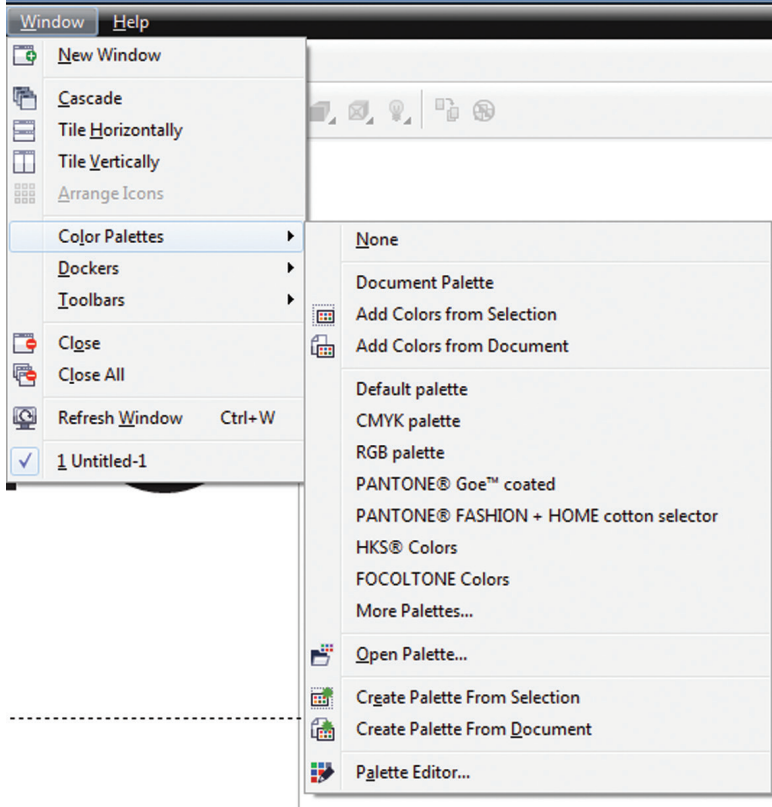 Window Help
New Window
Cascade
Tile Horizontally
Tile Vertically
Arrange Icons
Color Palettes
Dockers
Toolbars
Close
Close All
Refresh Window Ctrl+W
1 Untitled-1
None
Document Palette
Add Colors from Selection
Add Colors from Document
Default palette
CMYK palette
RGB palette
PANTONE® Goe™ coated
PANTONE® FASHION + HOME cotton selector
HKS® Colors
FOCOLTONE Colors
More Palettes...
Open Palette...
Create Palette From Selection
Create Palette From Document
Palette Editor...